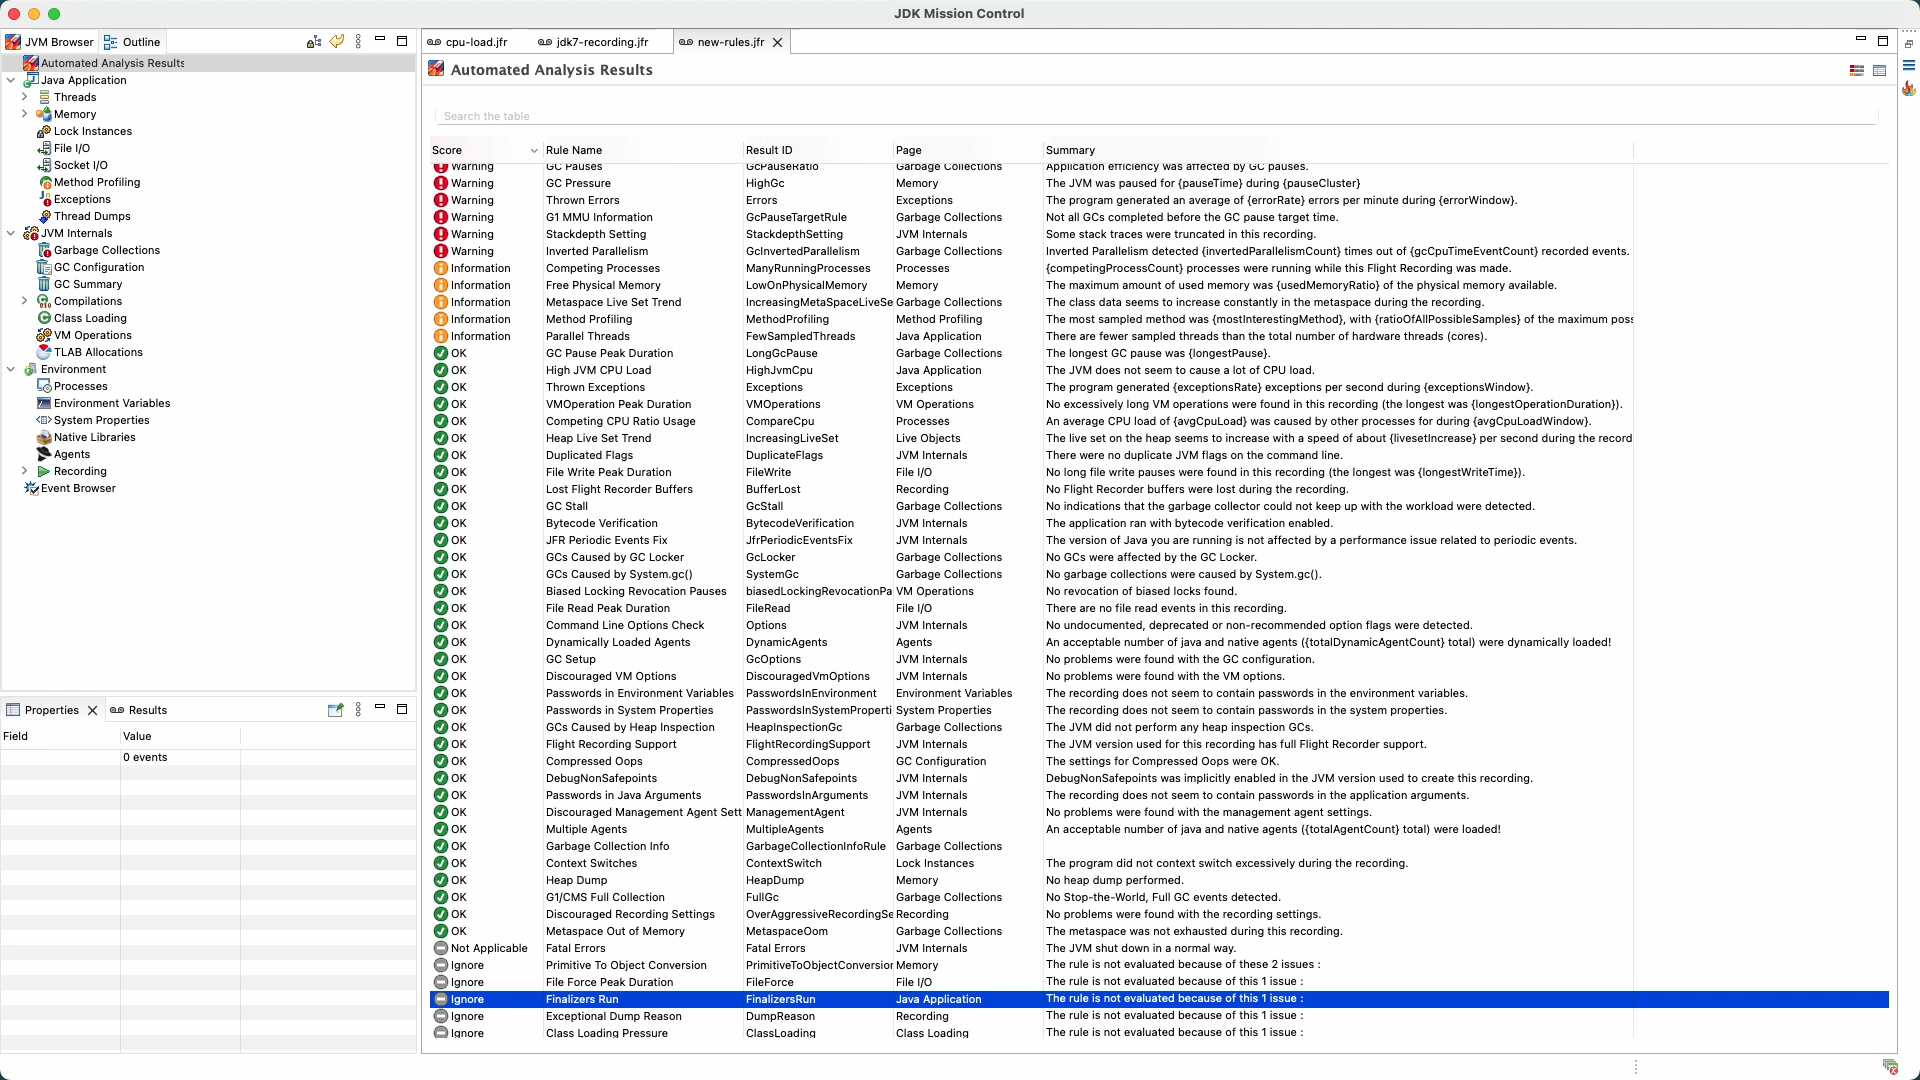 JDK Mission Control
JVM Browser
Outline
Automated Analysis Results
Java Application
Threads
Memory
Lock Instances
File I/O
Socket I/O
Method Profiling
Exceptions
Thread Dumps
JVM Internals
Garbage Collections
GC Configuration
GC Summary
Compilations
Class Loading
VM Operations
TLAB Allocations
Environment
Processes
Environment Variables
System Properties
Native Libraries
Agents
Recording
Event Browser
Properties
Results
Field Value
0 events
cpu-load.jfr
jdk7-recording.jfr
new-rules.jfr
Automated Analysis Results
Search the table
Score Rule Name Result ID Page Summary
Warning GC Pauses GcPauseRatio Garbage Collections Application efficiency was affected by GC pauses.
Warning GC Pressure HighGc Memory The JVM was paused for {pauseTime} during {pauseCluster}
Warning Thrown Errors Errors Exceptions The program generated an average of {errorRate} errors per minute during {errorWindow}.
Warning G1 MMU Information GcPauseTargetRule Garbage Collections Not all GCs completed before the GC pause target time.
Warning Stackdepth Setting StackdepthSetting JVM Internals Some stack traces were truncated in this recording.
Warning Inverted Parallelism GcInvertedParallelism Garbage Collections Inverted Parallelism detected {invertedParallelismCount} times out of {gcCpuTimeEventCount} recorded events.
Information Competing Processes ManyRunningProcesses Processes {competingProcessCount} processes were running while this Flight Recording was made.
Information Free Physical Memory LowOnPhysicalMemory Memory The maximum amount of used memory was {usedMemoryRatio} of the physical memory available.
Information Metaspace Live Set Trend IncreasingMetaSpaceLiveSe Garbage Collections The class data seems to increase constantly in the metaspace during the recording.
Information Method Profiling MethodProfiling Method Profiling The most sampled method was {mostInterestingMethod}, with {ratioOfAllPossibleSamples} of the maximum poss
Information Parallel Threads FewSampledThreads Java Application There are fewer sampled threads than the total number of hardware threads (cores).
OK GC Pause Peak Duration LongGcPause Garbage Collections The longest GC pause was {longestPause}.
OK High JVM CPU Load HighJvmCpu Java Application The JVM does not seem to cause a lot of CPU load.
OK Thrown Exceptions Exceptions Exceptions The program generated {exceptionsRate} exceptions per second during {exceptionsWindow}.
OK VMOperation Peak Duration VMOperations VM Operations No excessively long VM operations were found in this recording (the longest was {longestOperationDuration}).
OK Competing CPU Ratio Usage CompareCpu Processes An average CPU load of {avgCpuLoad} was caused by other processes for during {avgCpuLoadWindow}.
OK Heap Live Set Trend IncreasingLiveSet Live Objects The live set on the heap seems to increase with a speed of about {livesetIncrease} per second during the record
OK Duplicated Flags DuplicateFlags JVM Internals There were no duplicate JVM flags on the command line.
OK File Write Peak Duration FileWrite File I/O No long file write pauses were found in this recording (the longest was {longestWriteTime}).
OK Lost Flight Recorder Buffers BufferLost Recording No Flight Recorder buffers were lost during the recording.
OK GC Stall GcStall Garbage Collections No indications that the garbage collector could not keep up with the workload were detected.
OK Bytecode Verification BytecodeVerification JVM Internals The application ran with bytecode verification enabled.
OK JFR Periodic Events Fix JfrPeriodicEventsFix JVM Internals The version of Java you are running is not affected by a performance issue related to periodic events.
OK GCs Caused by GC Locker GcLocker Garbage Collections No GCs were affected by the GC Locker.
OK GCs Caused by System.gc() SystemGc Garbage Collections No garbage collections were caused by System.gc().
OK Biased Locking Revocation Pauses biasedLockingRevocationPa VM Operations No revocation of biased locks found.
OK File Read Peak Duration FileRead File I/O There are no file read events in this recording.
OK Command Line Options Check Options JVM Internals No undocumented, deprecated or non-recommended option flags were detected.
OK Dynamically Loaded Agents DynamicAgents Agents An acceptable number of java and native agents ({totalDynamicAgentCount} total) were dynamically loaded!
OK GC Setup GcOptions JVM Internals No problems were found with the GC configuration.
OK Discouraged VM Options DiscouragedVmOptions JVM Internals No problems were found with the VM options.
OK Passwords in Environment Variables PasswordsInEnvironment Environment Variables The recording does not seem to contain passwords in the environment variables.
OK Passwords in System Properties PasswordsInSystemProperti System Properties The recording does not seem to contain passwords in the system properties.
OK GCs Caused by Heap Inspection HeapInspectionGc Garbage Collections The JVM did not perform any heap inspection GCs.
OK Flight Recording Support FlightRecordingSupport JVM Internals The JVM version used for this recording has full Flight Recorder support.
OK Compressed Oops CompressedOops GC Configuration The settings for Compressed Oops were OK.
OK DebugNonSafepoints DebugNonSafepoints JVM Internals DebugNonSafepoints was implicitly enabled in the JVM version used to create this recording.
OK Passwords in Java Arguments PasswordsInArguments JVM Internals The recording does not seem to contain passwords in the application arguments.
OK Discouraged Management Agent Sett ManagementAgent JVM Internals No problems were found with the management agent settings.
OK Multiple Agents MultipleAgents Agents An acceptable number of java and native agents ({totalAgentCount} total) were loaded!
OK Garbage Collection Info GarbageCollectionInfoRule Garbage Collections
OK Context Switches ContextSwitch Lock Instances The program did not context switch excessively during the recording.
OK Heap Dump HeapDump Memory No heap dump performed.
OK G1/CMS Full Collection FullGc Garbage Collections No Stop-the-World, Full GC events detected.
OK Discouraged Recording Settings OverAggressiveRecordingSe Recording No problems were found with the recording settings.
OK Metaspace Out of Memory MetaspaceOom Garbage Collections The metaspace was not exhausted during this recording.
Not Applicable Fatal Errors Fatal Errors JVM Internals The JVM shut down in a normal way.
Ignore Primitive To Object Conversion PrimitiveToObjectConversion Memory The rule is not evaluated because of these 2 issues :
Ignore File Force Peak Duration FileForce File I/O The rule is not evaluated because of this 1 issue :
Ignore Finalizers Run FinalizersRun Java Application The rule is not evaluated because of this 1 issue :
Ignore Exceptional Dump Reason DumpReason Recording The rule is not evaluated because of this 1 issue :
Ignore Class Loading Pressure ClassLoading Class Loading The rule is not evaluated because of this 1 issue :